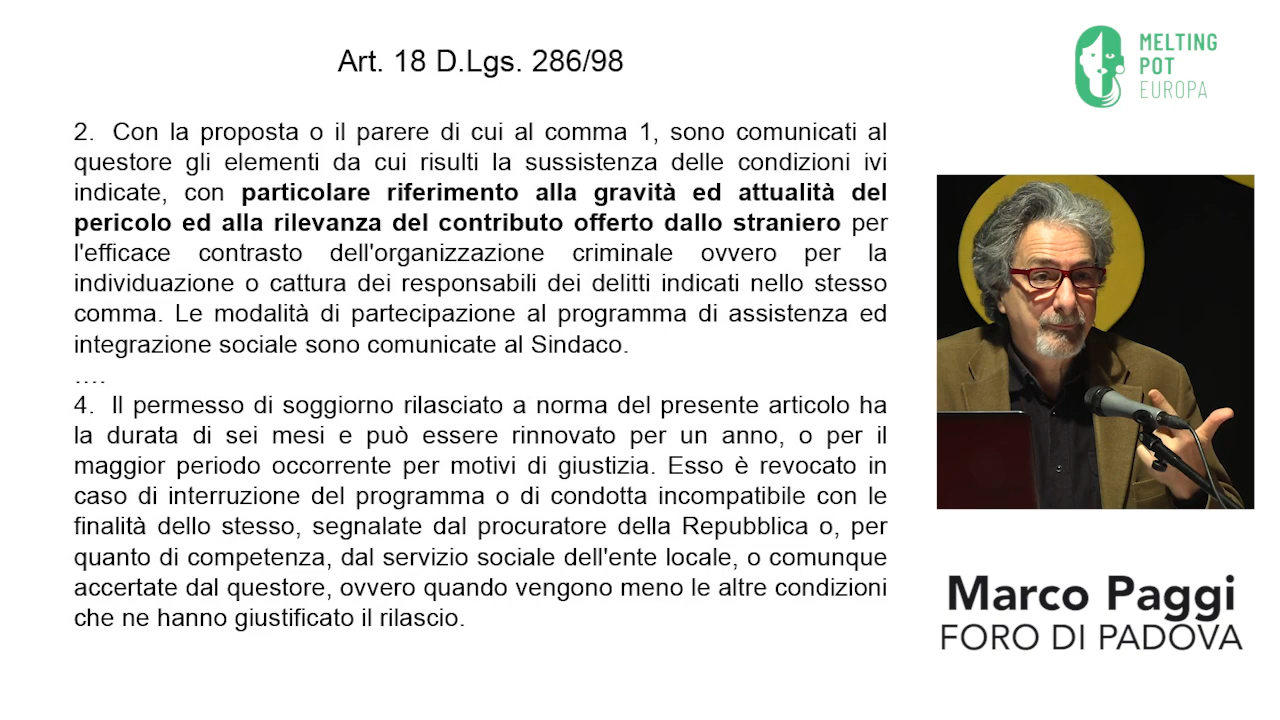 Art. 18 D.Lgs. 286/98
MELTING
POT
EUROPA
2. Con la proposta o il parere di cui al comma 1, sono comunicati al
questore gli elementi da cui risulti la sussistenza delle condizioni ivi
indicate, con particolare riferimento alla gravità ed attualità del
pericolo ed alla rilevanza del contributo offerto dallo straniero per
l'efficace contrasto dell'organizzazione criminale ovvero per la
individuazione o cattura dei responsabili dei delitti indicati nello stesso
comma. Le modalità di partecipazione al programma di assistenza ed
integrazione sociale sono comunicate al Sindaco.
....
4. Il permesso di soggiorno rilasciato a norma del presente articolo ha
la durata di sei mesi e può essere rinnovato per un anno, o per il
maggior periodo occorrente per motivi di giustizia. Esso è revocato in
caso di interruzione del programma o di condotta incompatibile con le
finalità dello stesso, segnalate dal procuratore della Repubblica o, per
quanto di competenza, dal servizio sociale dell'ente locale, o comunque
accertate dal questore, ovvero quando vengono meno le altre condizioni
che ne hanno giustificato il rilascio.
Marco Paggi
FORO DI PADOVA